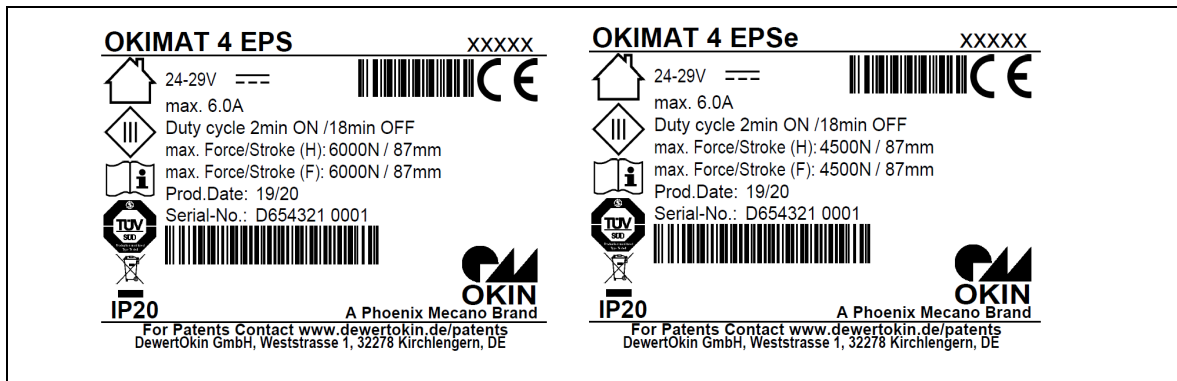 OKIMAT 4 EPS
XXXXX
24-29V
CE
max. 6.0A
III
Duty cycle 2min ON /18min OFF
max. Force/Stroke (H): 6000N / 87mm
max. Force/Stroke (F): 6000N / 87mm
i
Prod.Date: 19/20
Serial-No.: D654321 0001
TÜV
SÜD
OKIN
IP20
A Phoenix Mecano Brand
For Patents Contact www.dewertokin.de/patents
DewertOkin GmbH, Weststrasse 1, 32278 Kirchlengern, DE
OKIMAT 4 EPSe
XXXXX
24-29V
CE
max. 6.0A
III
Duty cycle 2min ON /18min OFF
max. Force/Stroke (H): 4500N / 87mm
max. Force/Stroke (F): 4500N / 87mm
i
Prod.Date: 19/20
Serial-No.: D654321 0001
TÜV
SÜD
OKIN
IP20
A Phoenix Mecano Brand
For Patents Contact www.dewertokin.de/patents
DewertOkin GmbH, Weststrasse 1, 32278 Kirchlengern, DE